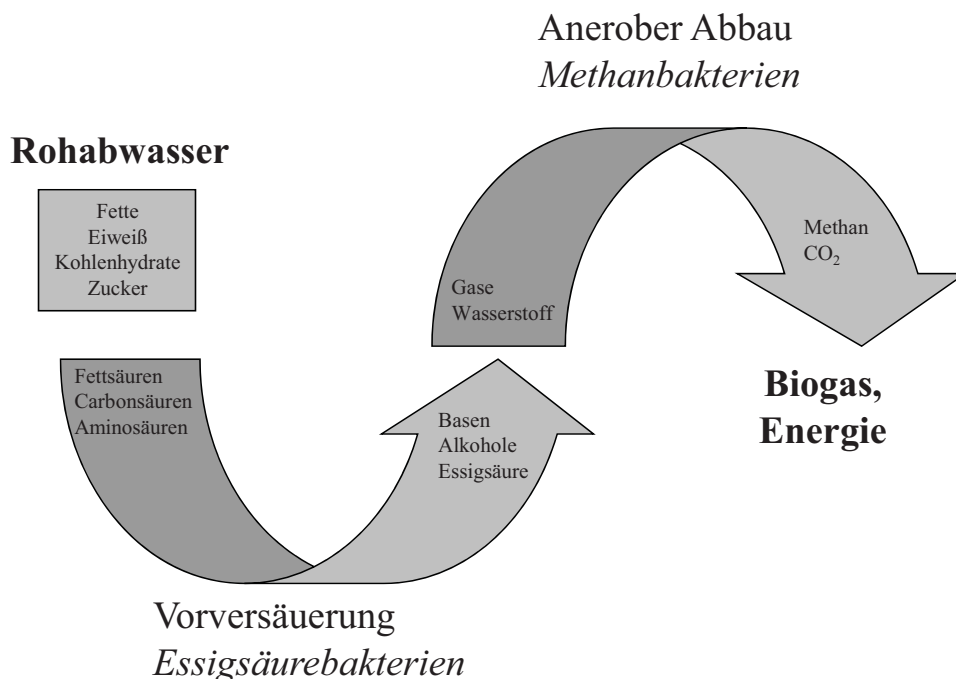 Rohabwasser
Fette
Eiweiß
Kohlenhydrate
Zucker
Fettsäuren
Carbonsäuren
Aminosäuren
Vorversäuerung
Essigsäurebakterien
Basen
Alkohole
Essigsäure
Gase
Wasserstoff
Anerober Abbau
Methanbakterien
Methan
CO₂
Biogas,
Energie